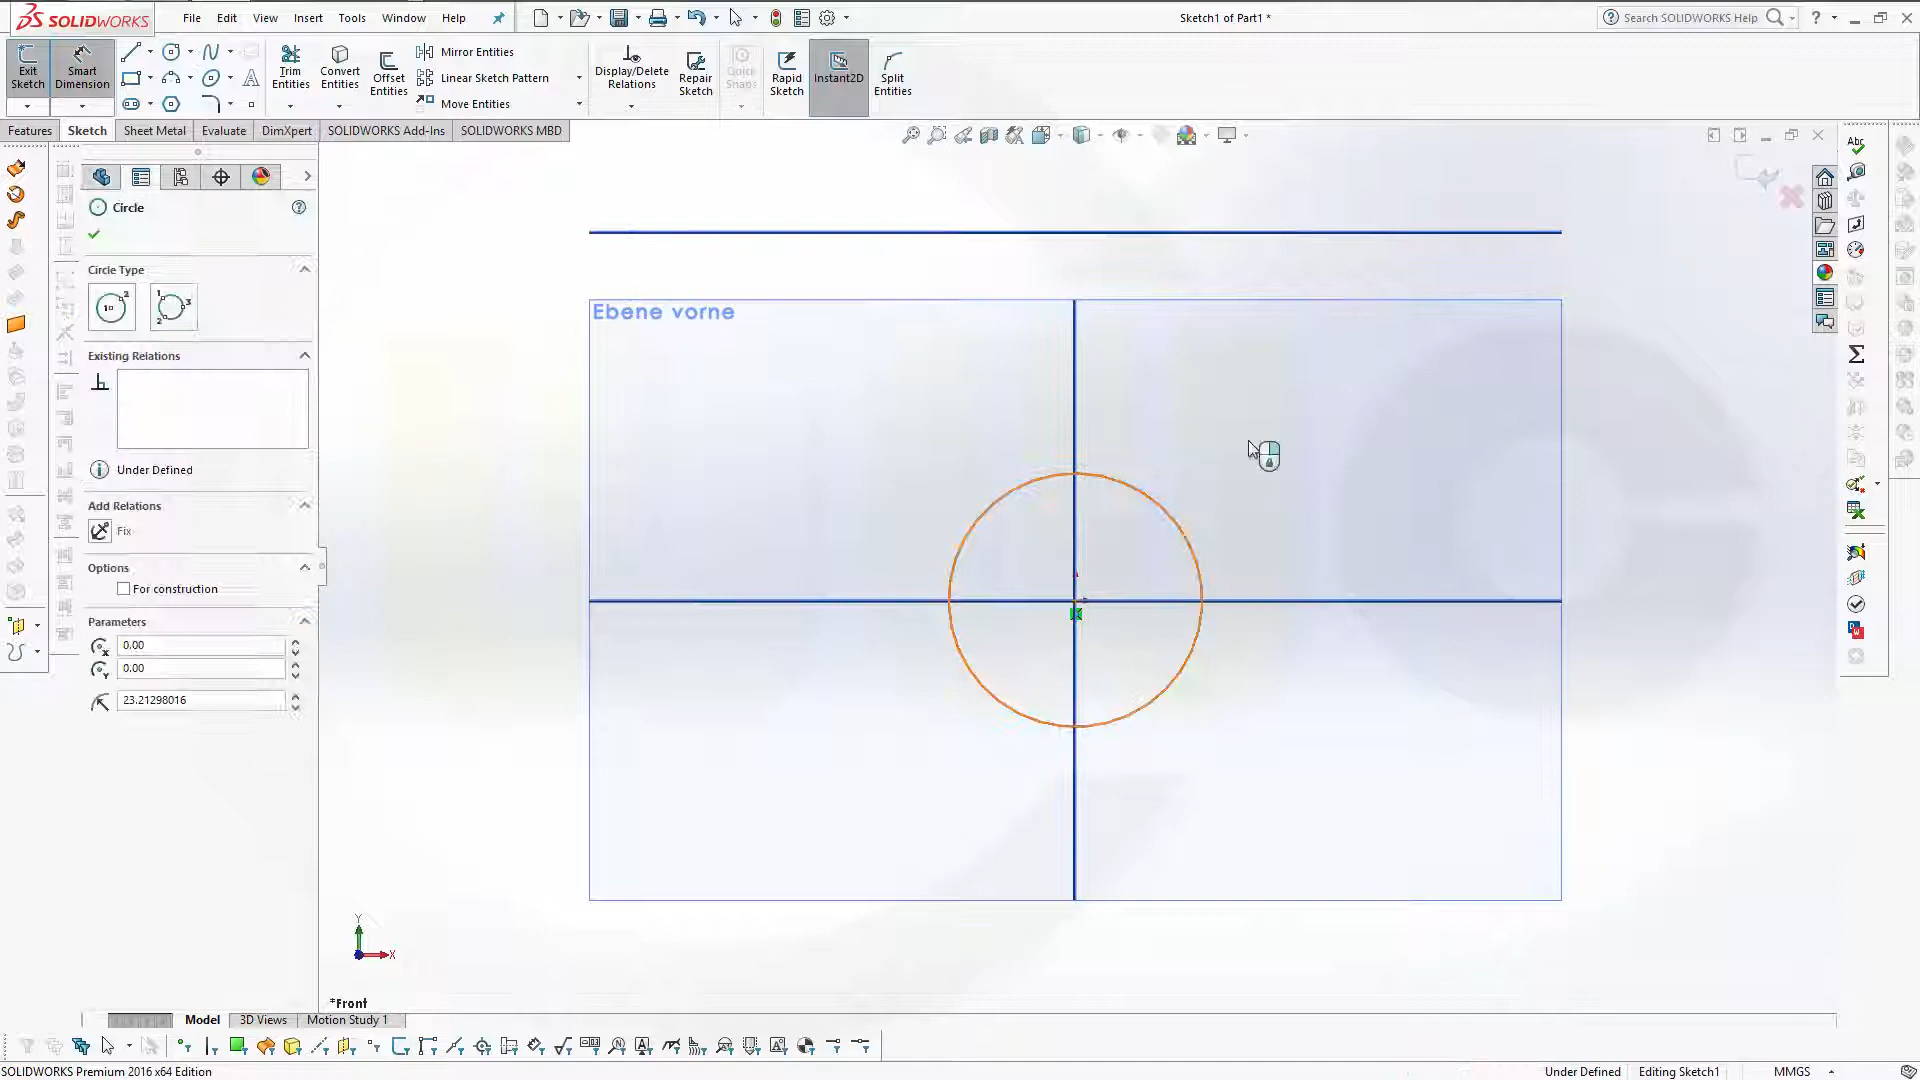 SOLIDWORKS
File Edit View Insert Tools Window Help
Sketch1 of Part1 *
Search SOLIDWORKS Help
Exit Sketch
Smart Dimension
Trim Entities
Convert Entities
Offset Entities
Mirror Entities
Linear Sketch Pattern
Move Entities
Display/Delete Relations
Repair Sketch
Quick Snaps
Rapid Sketch
Instant2D
Split Entities
Features Sketch Sheet Metal Evaluate DimXpert SOLIDWORKS Add-Ins SOLIDWORKS MBD
Circle
Circle Type
Existing Relations
Under Defined
Add Relations
Fix
Options
For construction
Parameters
0.00
0.00
23.21298016
Ebene vorne
Y
X
*Front
Model 3D Views Motion Study 1
SOLIDWORKS Premium 2016 x64 Edition
Under Defined Editing Sketch1 MMGS